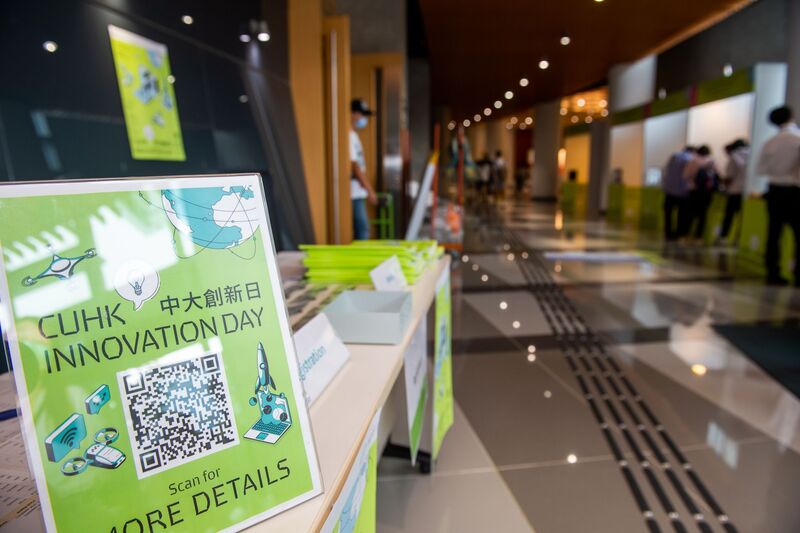 CUHK 中大創新日
INNOVATION DAY
Scan for
MORE DETAILS